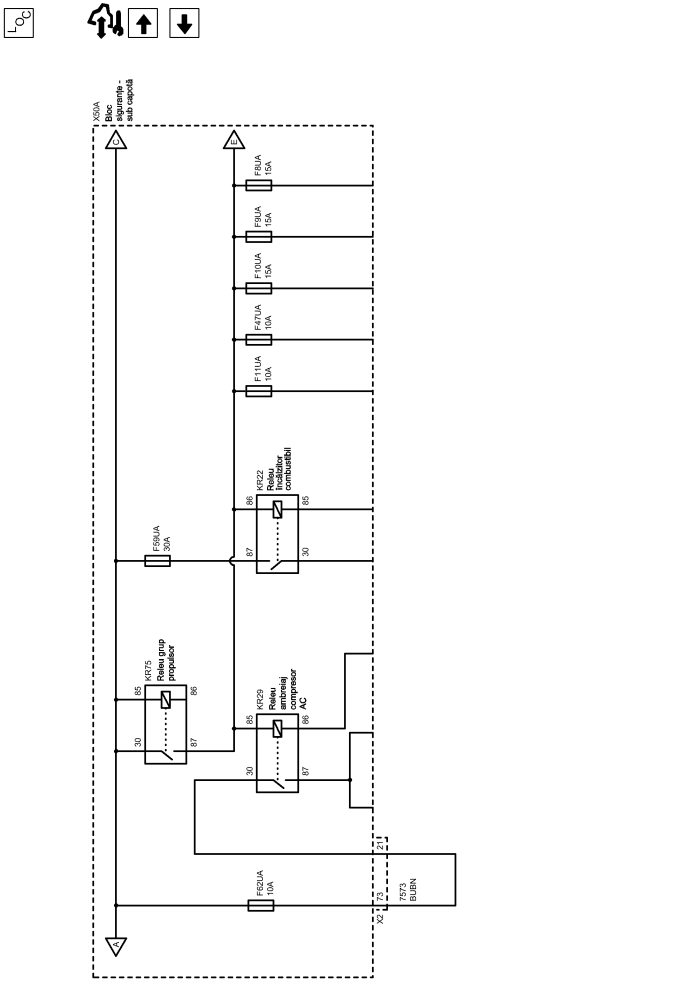 LOC
X50A
Bloc
siguranțe -
sub capotă
C
E
F8UA
15A
F9UA
15A
F10UA
15A
F47UA
10A
F11UA
10A
KR22
Releu
încălzitor
combustibil
86
85
87
30
F59UA
30A
KR75
Releu grup
propulsor
85
86
30
87
KR29
Releu
ambreiaj
compresor
AC
85
86
30
87
F62UA
10A
A
21
73
X2
7573
BUBN